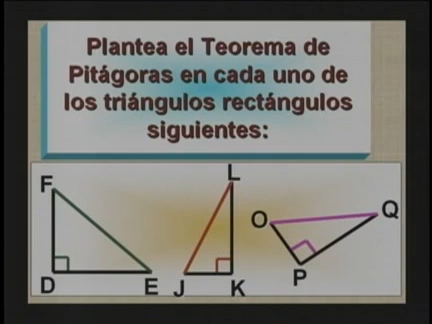 Plantea el Teorema de
Pitágoras en cada uno de
los triángulos rectángulos
siguientes:
F
L
O
Q
D
E
J
K
P